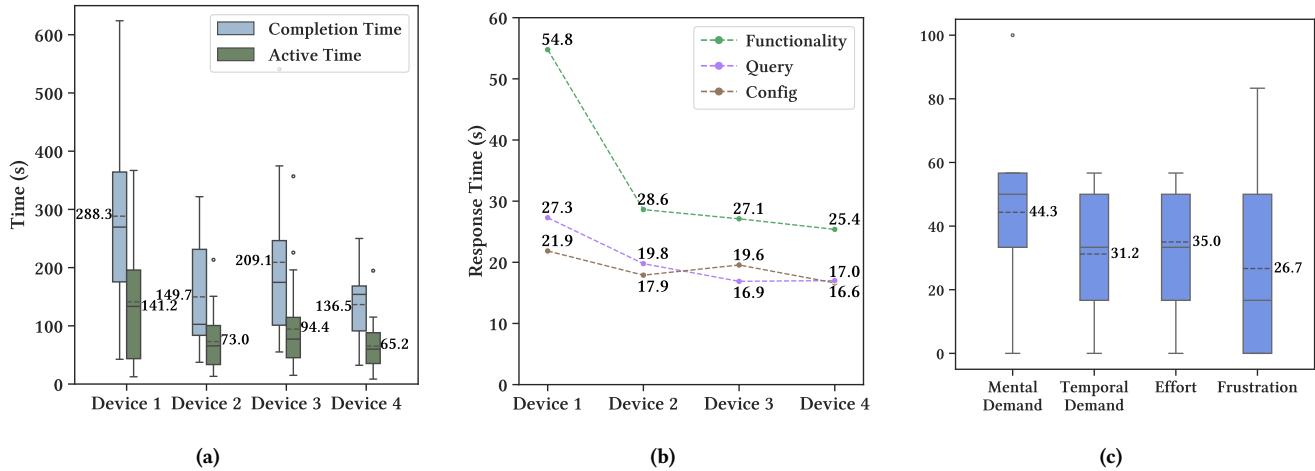 600
500
400
300
200
100
0
Time (s)
Completion Time
Active Time
288.3
141.2
149.7
73.0
209.1
94.4
136.5
65.2
Device 1
Device 2
Device 3
Device 4
(a)
60
50
40
30
20
10
0
Response Time (s)
Functionality
Query
Config
54.8
28.6
27.1
25.4
27.3
19.8
16.9
17.0
21.9
17.9
19.6
16.6
Device 1
Device 2
Device 3
Device 4
(b)
100
80
60
40
20
0
44.3
31.2
35.0
26.7
Mental
Demand
Temporal
Demand
Effort
Frustration
(c)